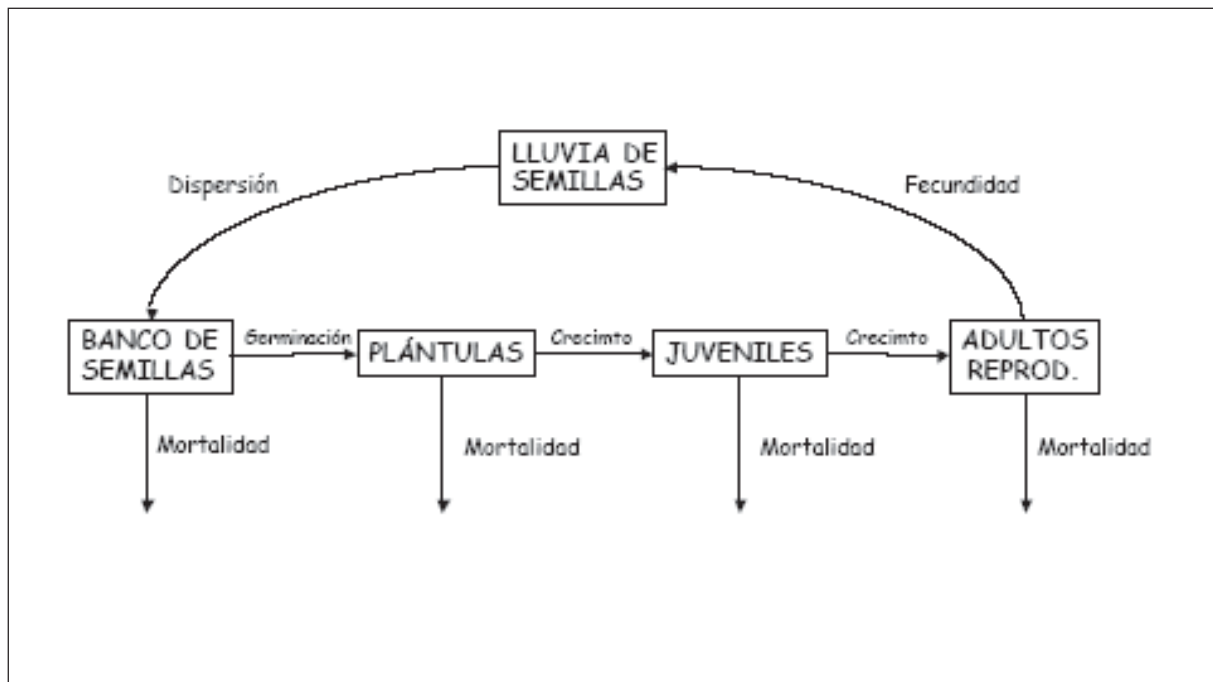 LLUVIA DE
SEMILLAS
Dispersión
Fecundidad
BANCO DE
SEMILLAS
Germinación
PLÁNTULAS
Crecimto
JUVENILES
Crecimto
ADULTOS
REPROD.
Mortalidad
Mortalidad
Mortalidad
Mortalidad